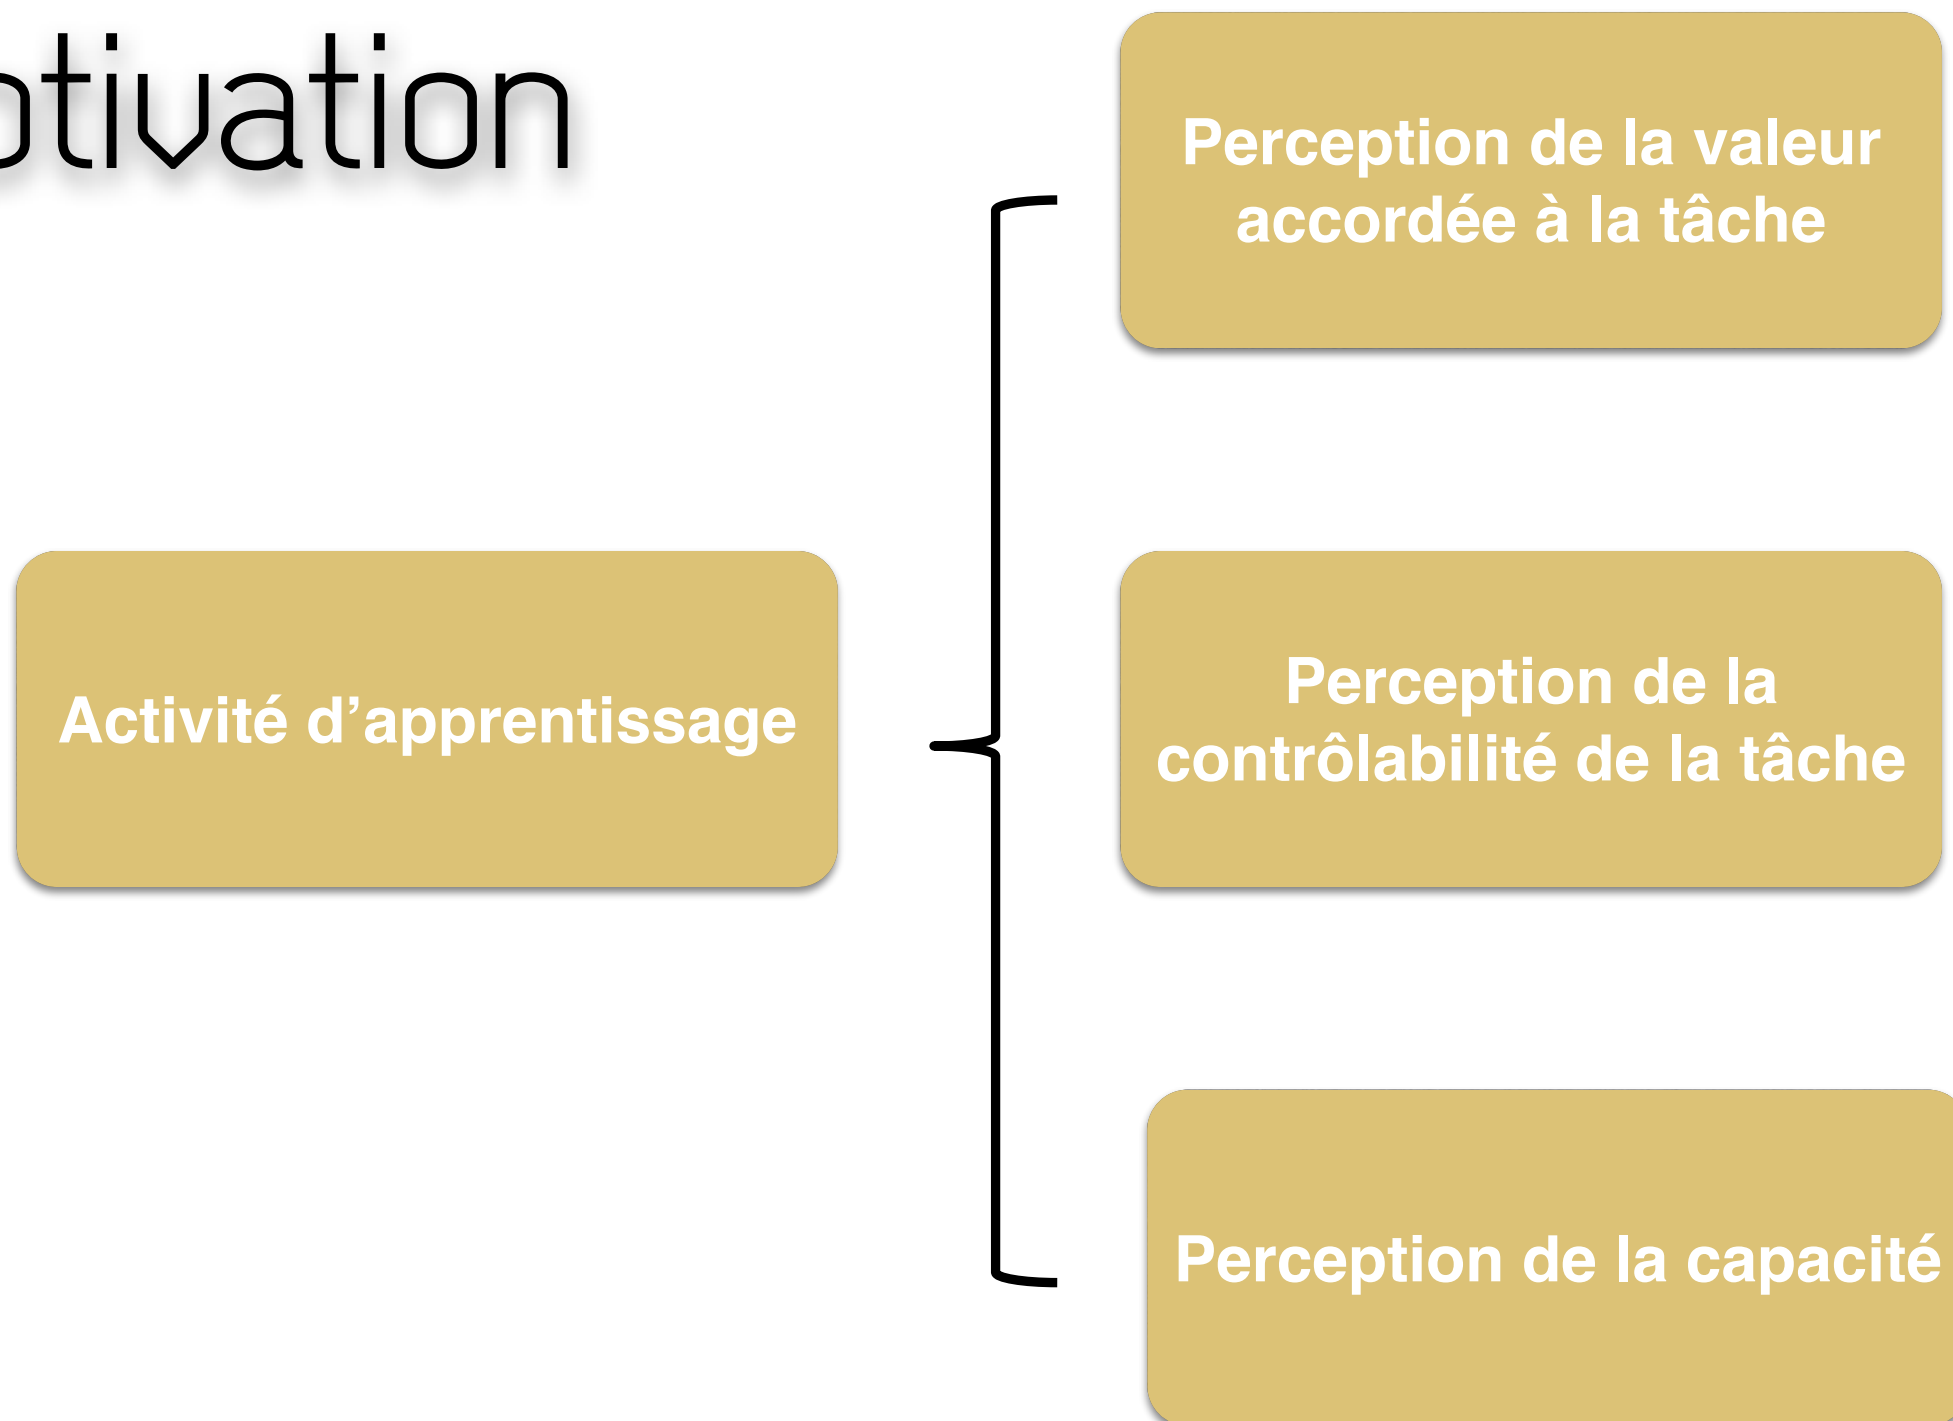 otivation
Perception de la valeur
accordée à la tâche
Activité d’apprentissage
Perception de la
contrôlabilité de la tâche
Perception de la capacité